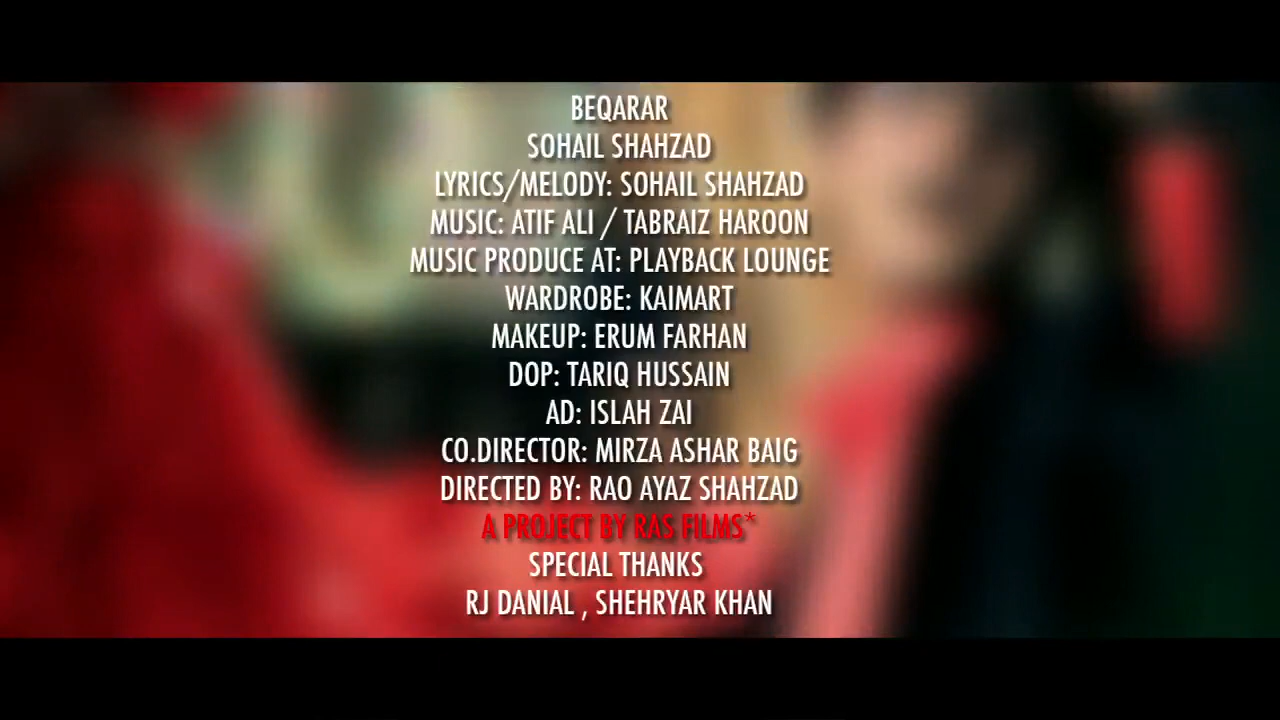 BEQARAR
SOHAIL SHAHZAD
LYRICS/MELODY: SOHAIL SHAHZAD
MUSIC: ATIF ALI / TABRAIZ HAROON
MUSIC PRODUCE AT: PLAYBACK LOUNGE
WARDROBE: KAIMART
MAKEUP: ERUM FARHAN
DOP: TARIQ HUSSAIN
AD: ISLAH ZAI
CO.DIRECTOR: MIRZA ASHAR BAIG
DIRECTED BY: RAO AYAZ SHAHZAD
A PROJECT BY RAS FILMS*
SPECIAL THANKS
RJ DANIAL , SHEHRYAR KHAN